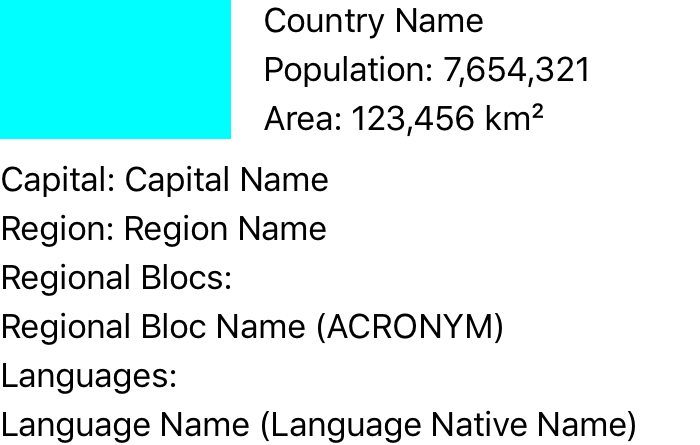 Country Name
Population: 7,654,321
Area: 123,456 km²
Capital: Capital Name
Region: Region Name
Regional Blocs:
Regional Bloc Name (ACRONYM)
Languages:
Language Name (Language Native Name)